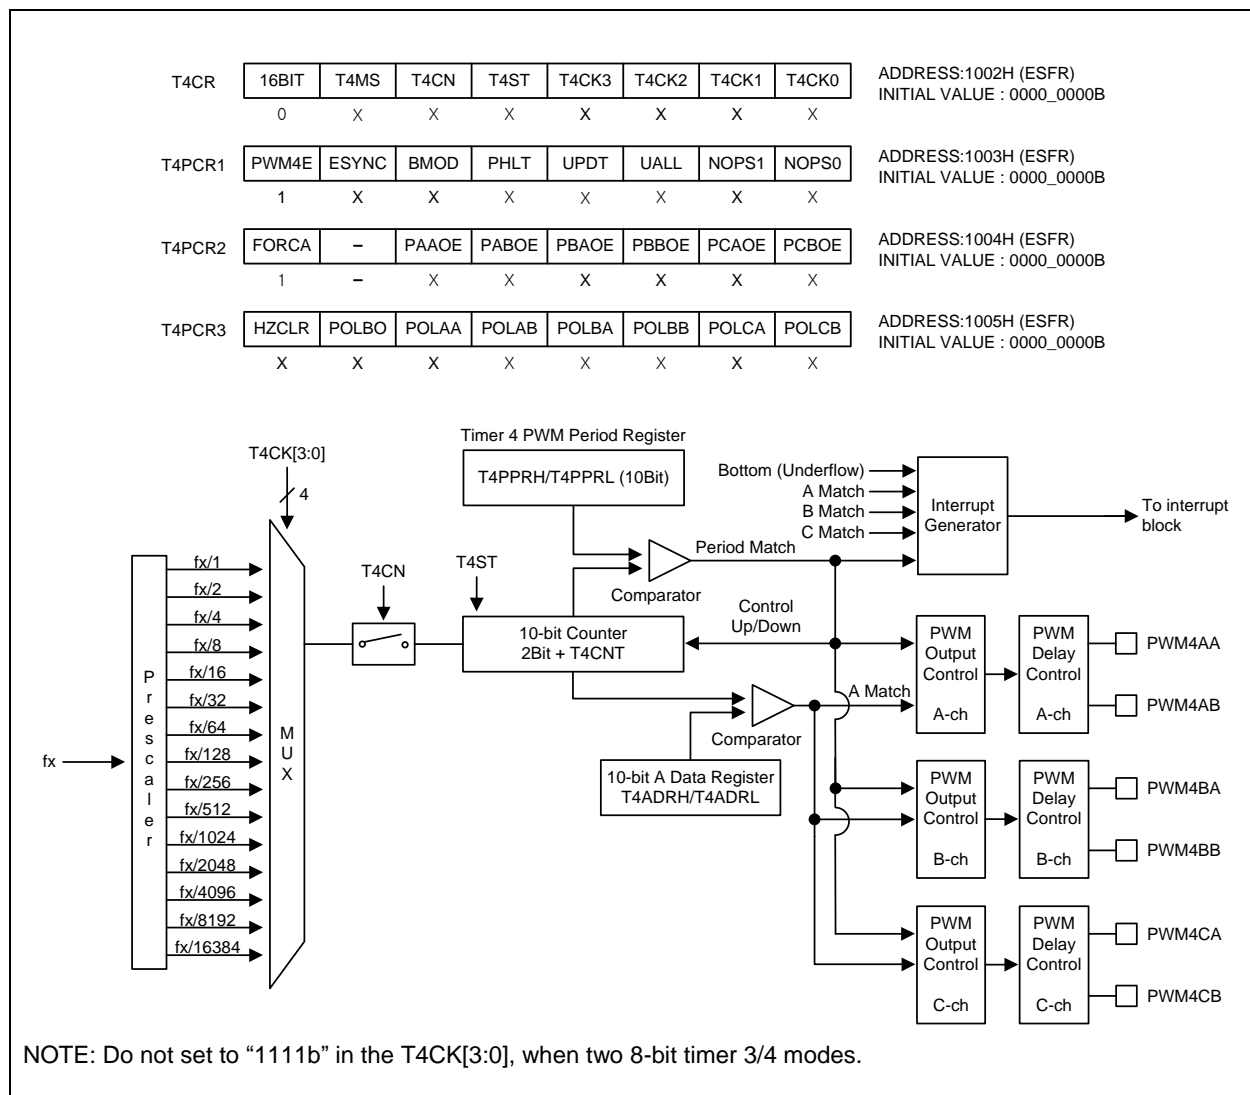 T4CR 16BIT T4MS T4CN T4ST T4CK3 T4CK2 T4CK1 T4CK0 ADDRESS:1002H (ESFR)
INITIAL VALUE : 0000_0000B
0 X X X X X X X
T4PCR1 PWM4E ESYNC BMOD PHLT UPDT UALL NOPS1 NOPS0 ADDRESS:1003H (ESFR)
INITIAL VALUE : 0000_0000B
1 X X X X X X X
T4PCR2 FORCA – PAAOE PABOE PBAOE PBBOE PCAOE PCBOE ADDRESS:1004H (ESFR)
INITIAL VALUE : 0000_0000B
1 – X X X X X X
T4PCR3 HZCLR POLBO POLAA POLAB POLBA POLBB POLCA POLCB ADDRESS:1005H (ESFR)
INITIAL VALUE : 0000_0000B
X X X X X X X X
fx
Prescaler
fx/1
fx/2
fx/4
fx/8
fx/16
fx/32
fx/64
fx/128
fx/256
fx/512
fx/1024
fx/2048
fx/4096
fx/8192
fx/16384
T4CK[3:0]
4
MUX
T4CN
T4ST
Timer 4 PWM Period Register
T4PPRH/T4PPRL (10Bit)
Comparator
Period Match
10-bit Counter
2Bit + T4CNT
Control
Up/Down
Comparator
A Match
10-bit A Data Register
T4ADRH/T4ADRL
Bottom (Underflow)
A Match
B Match
C Match
Interrupt
Generator
To interrupt
block
PWM
Output
Control
A-ch
PWM
Delay
Control
A-ch
PWM4AA
PWM4AB
PWM
Output
Control
B-ch
PWM
Delay
Control
B-ch
PWM4BA
PWM4BB
PWM
Output
Control
C-ch
PWM
Delay
Control
C-ch
PWM4CA
PWM4CB
NOTE: Do not set to “1111b” in the T4CK[3:0], when two 8-bit timer 3/4 modes.